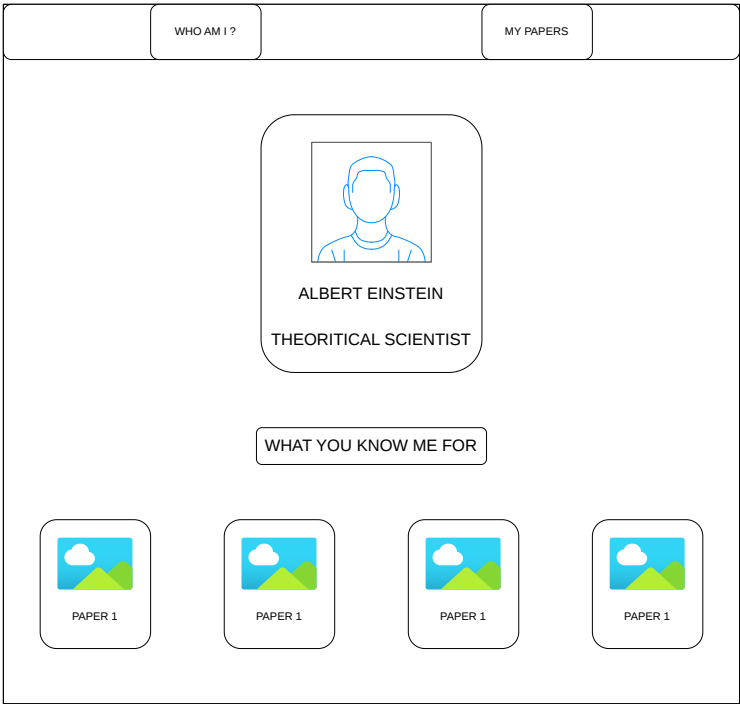 WHO AM I ?
MY PAPERS
ALBERT EINSTEIN
THEORITICAL SCIENTIST
WHAT YOU KNOW ME FOR
PAPER 1
PAPER 1
PAPER 1
PAPER 1